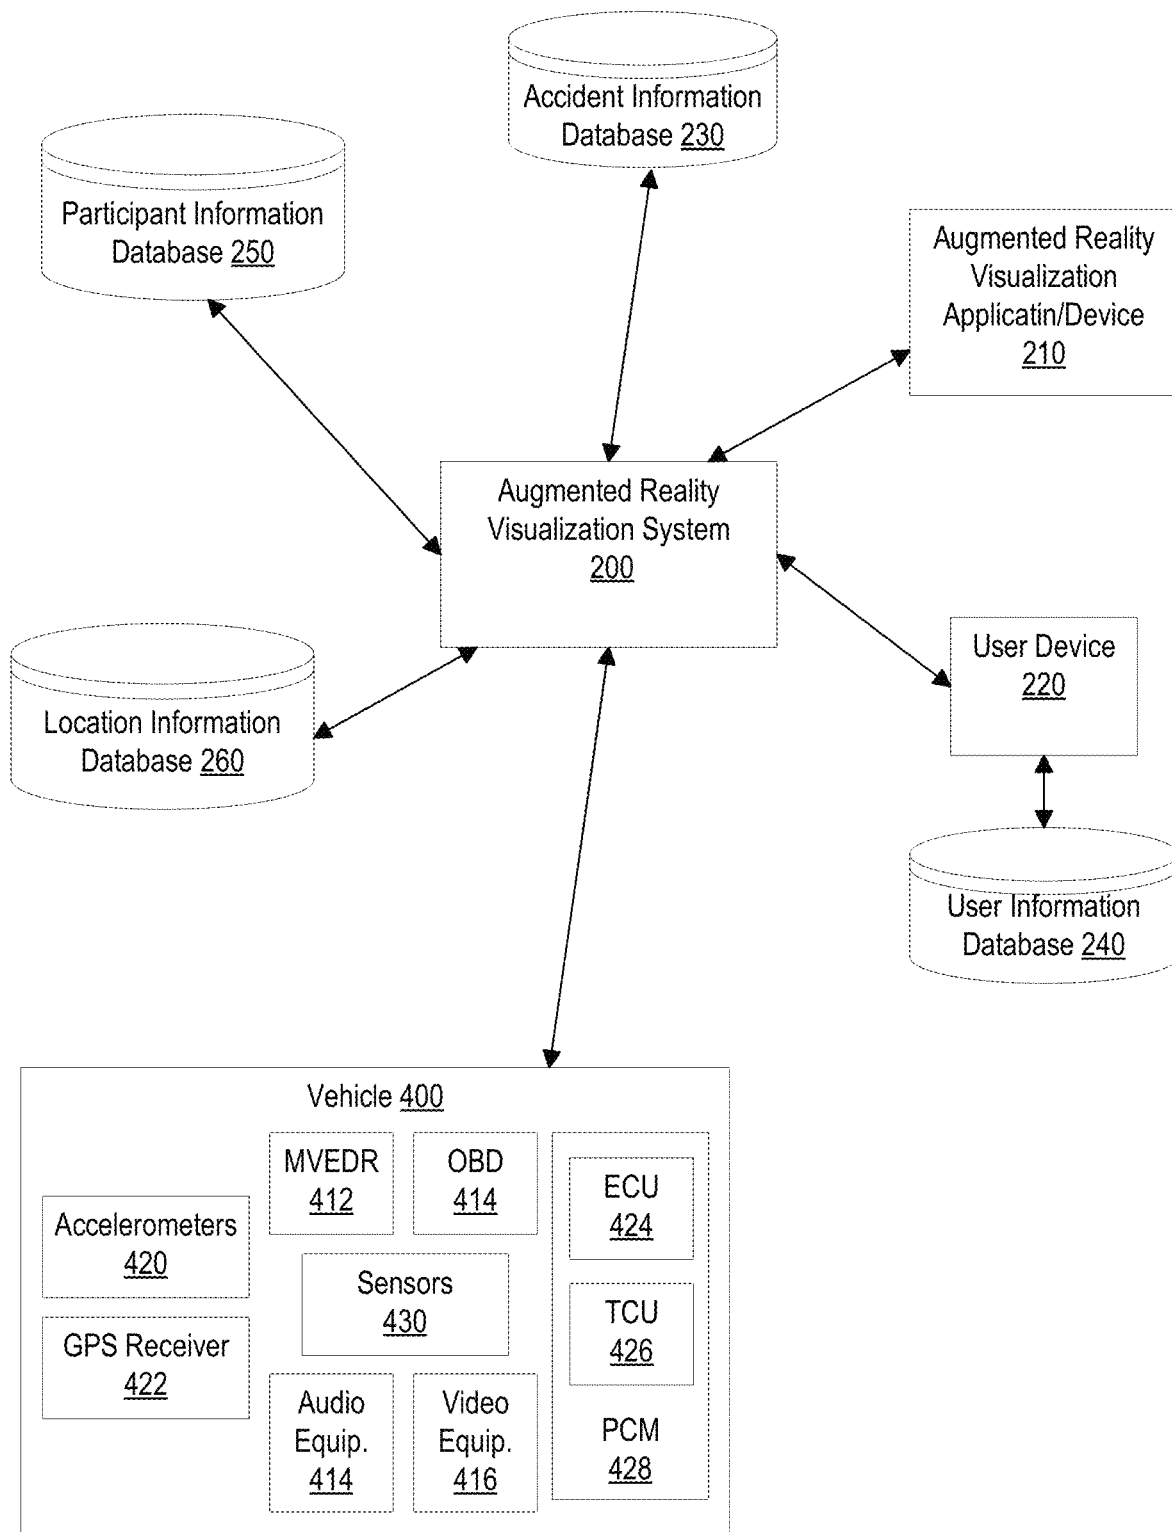 Accident Information
Database 230
Participant Information
Database 250
Augmented Reality
Visualization
Applicatin/Device
210
Augmented Reality
Visualization System
200
User Device
220
Location Information
Database 260
User Information
Database 240
Vehicle 400
MVEDR
412
OBD
414
ECU
424
Accelerometers
420
Sensors
430
TCU
426
GPS Receiver
422
Audio
Equip.
414
Video
Equip.
416
PCM
428